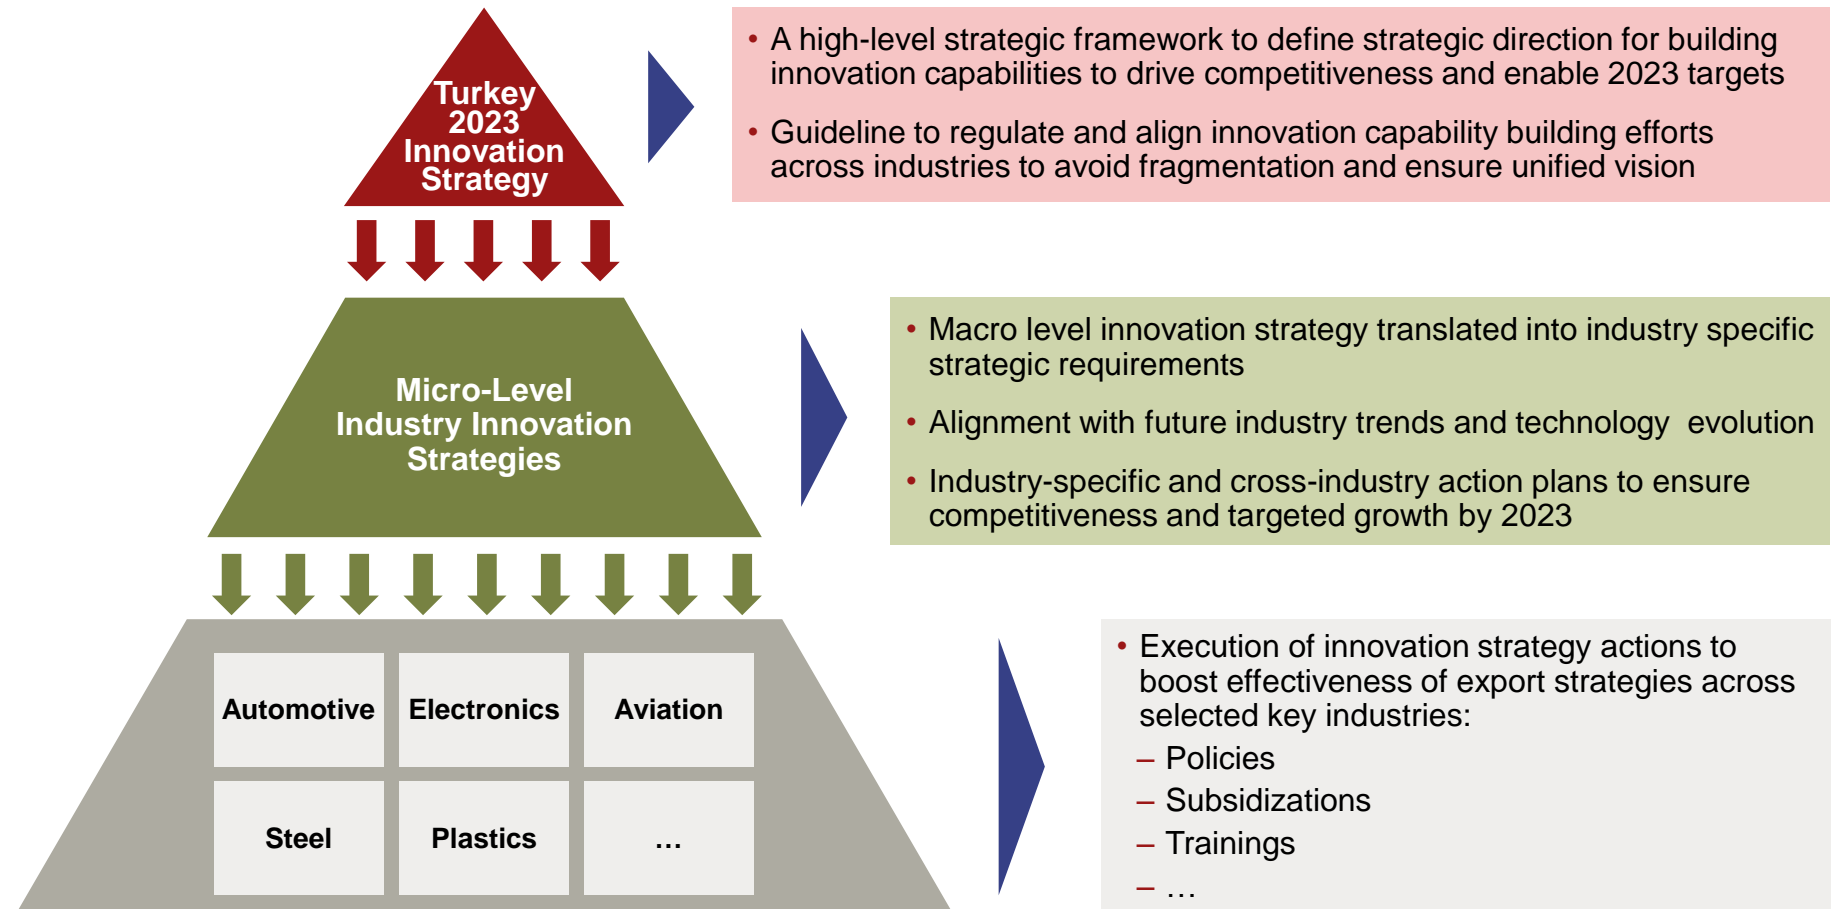 Turkey
2023
Innovation
Strategy
• A high-level strategic framework to define strategic direction for building
innovation capabilities to drive competitiveness and enable 2023 targets
• Guideline to regulate and align innovation capability building efforts
across industries to avoid fragmentation and ensure unified vision
Micro-Level
Industry Innovation
Strategies
• Macro level innovation strategy translated into industry specific
strategic requirements
• Alignment with future industry trends and technology  evolution
• Industry-specific and cross-industry action plans to ensure
competitiveness and targeted growth by 2023
Automotive
Electronics
Aviation
Steel
Plastics
…
• Execution of innovation strategy actions to
boost effectiveness of export strategies across
selected key industries:
– Policies
– Subsidizations
– Trainings
– …